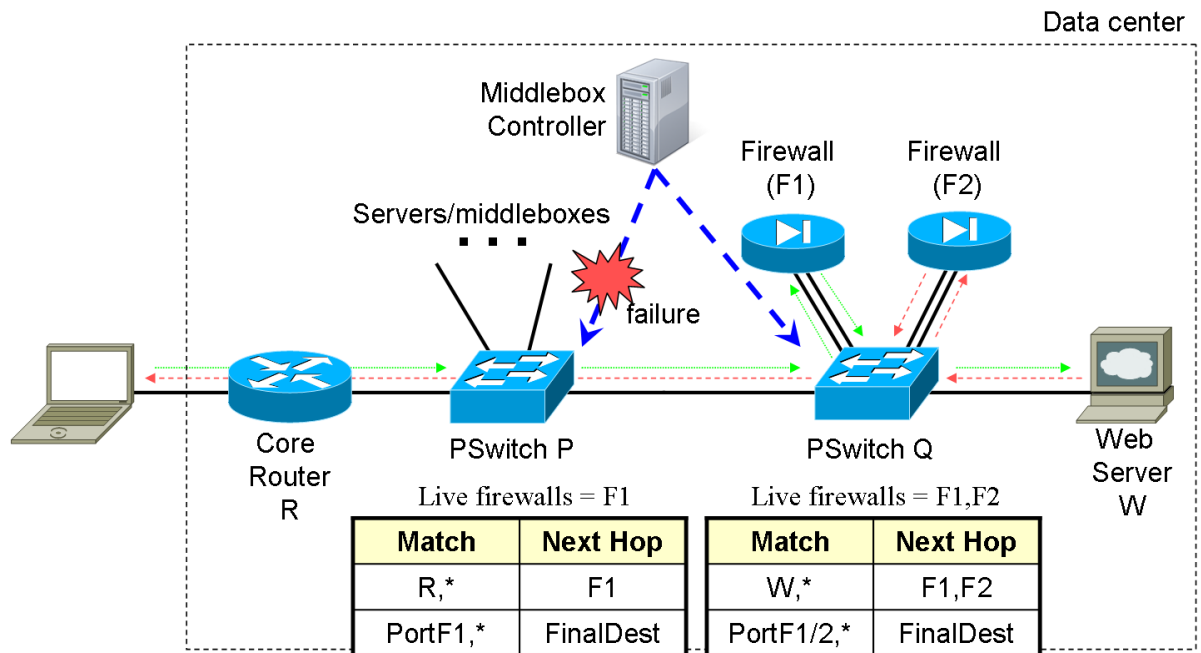 Data center
Middlebox
Controller
Firewall
(F1)
Firewall
(F2)
Servers/middleboxes
. . .
failure
Core
Router
R
PSwitch P
PSwitch Q
Web
Server
W
Live firewalls = F1
Match Next Hop
R,* F1
PortF1,* FinalDest
Live firewalls = F1,F2
Match Next Hop
W,* F1,F2
PortF1/2,* FinalDest